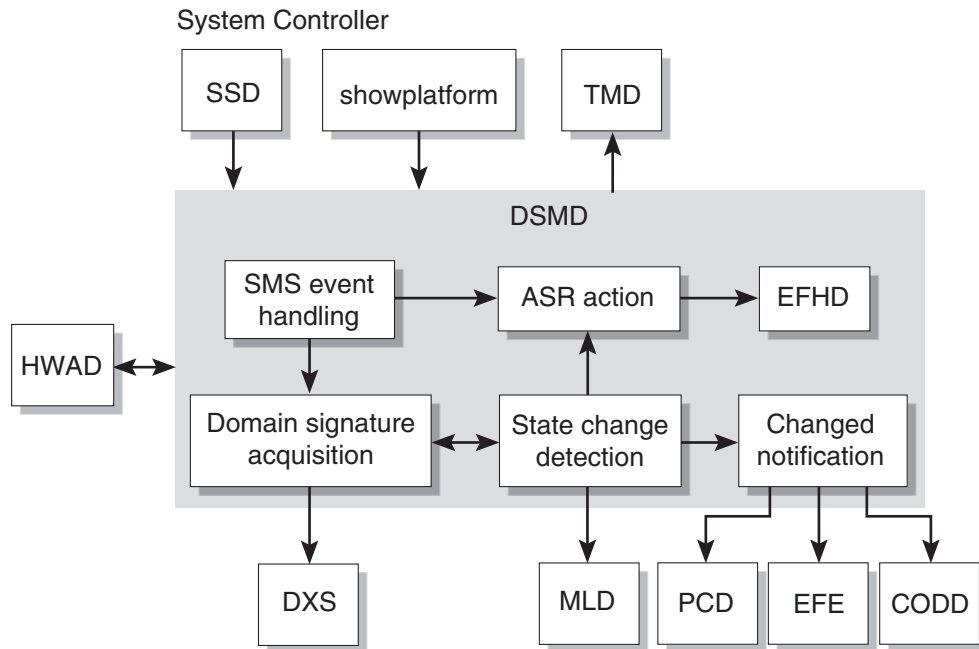 System Controller
SSD
showplatform
TMD
DSMD
SMS event
handling
ASR action
EFHD
HWAD
Domain signature
acquisition
State change
detection
Changed
notification
DXS
MLD
PCD
EFE
CODD